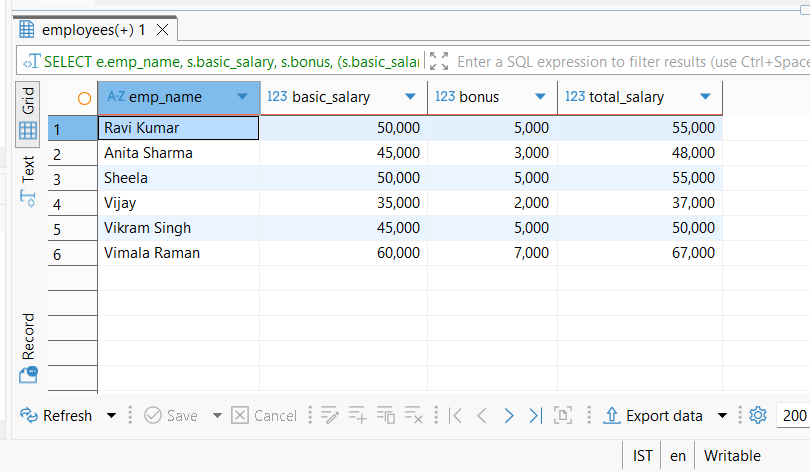 employees(+) 1
SELECT e.emp_name, s.basic_salary, s.bonus, (s.basic_salar Enter a SQL expression to filter results (use Ctrl+Space
Grid
Text
Record
A-Z emp_name 123 basic_salary 123 bonus 123 total_salary
1 Ravi Kumar 50,000 5,000 55,000
2 Anita Sharma 45,000 3,000 48,000
3 Sheela 50,000 5,000 55,000
4 Vijay 35,000 2,000 37,000
5 Vikram Singh 45,000 5,000 50,000
6 Vimala Raman 60,000 7,000 67,000
Refresh Save Cancel Export data 200
IST en Writable